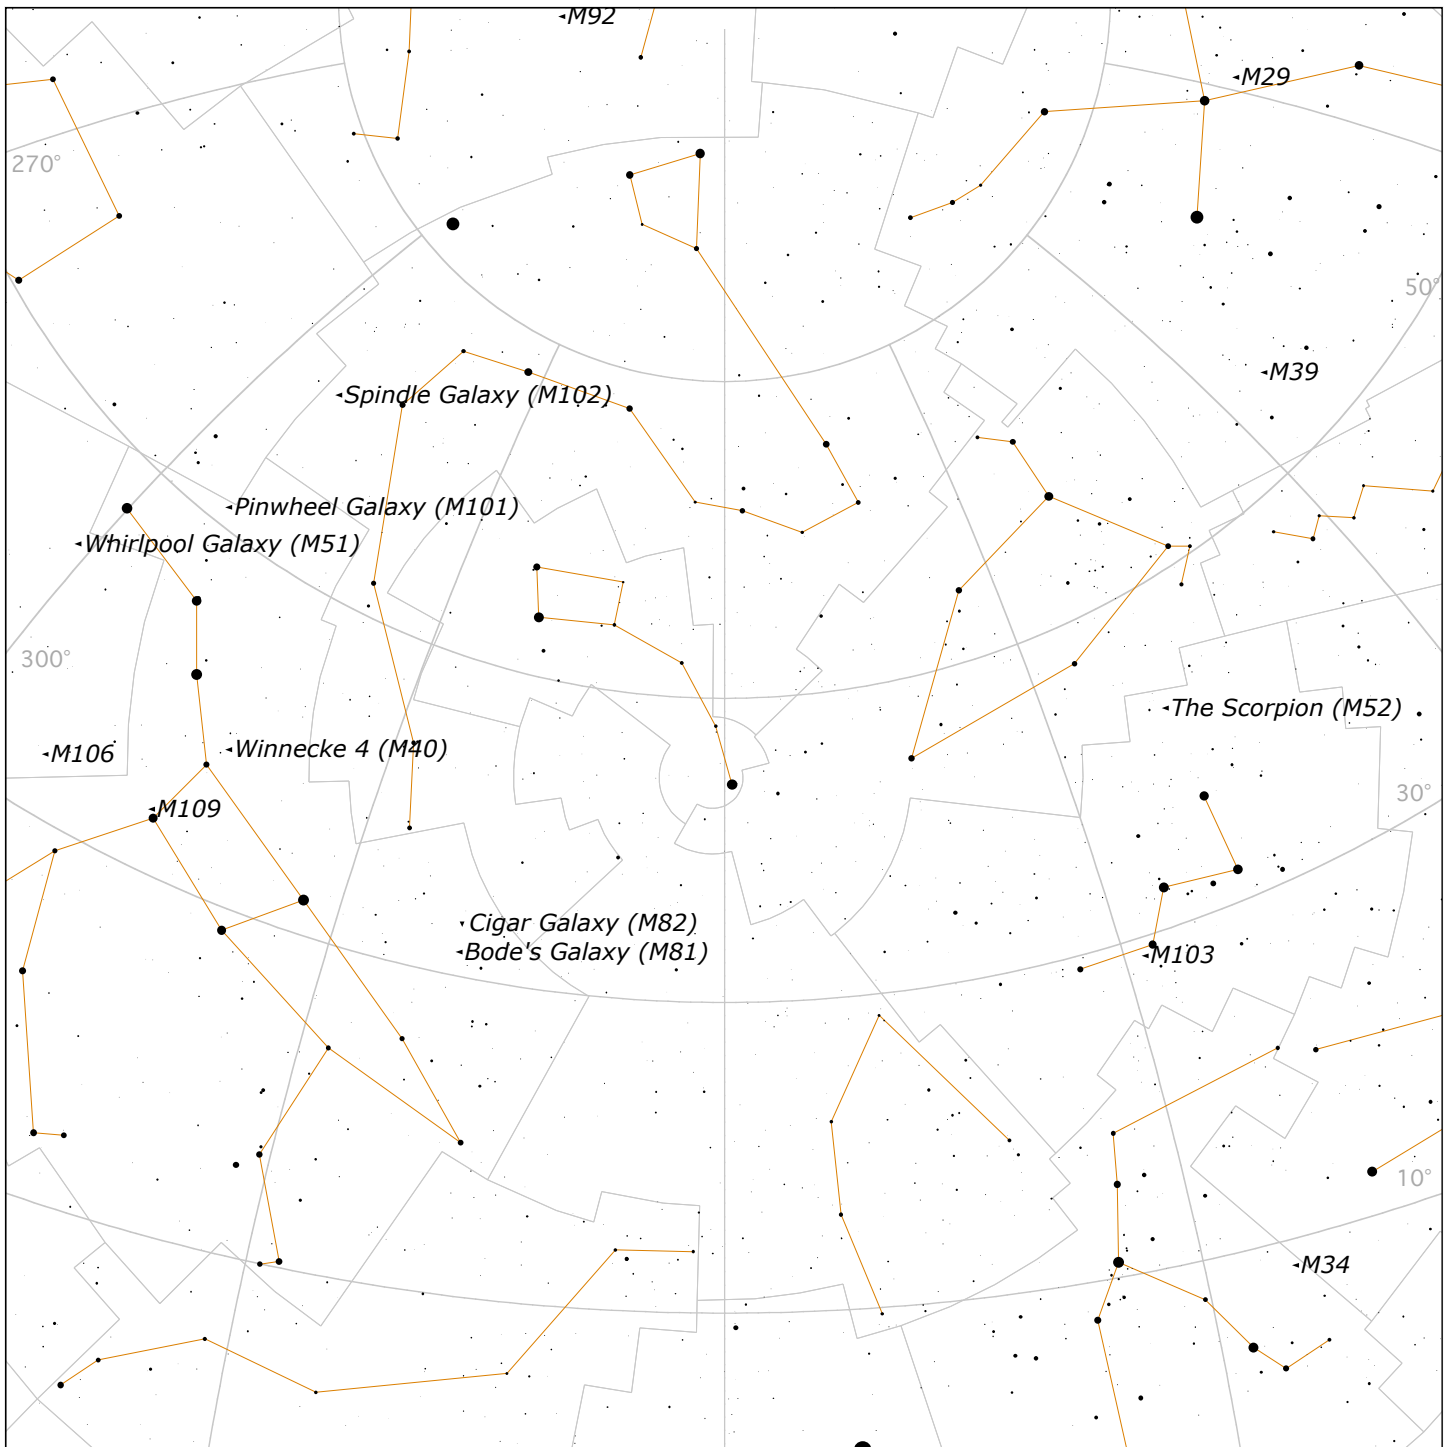 M92
M29
270°
50°
M39
Spindle Galaxy (M102)
Pinwheel Galaxy (M101)
Whirlpool Galaxy (M51)
300°
The Scorpion (M52)
Winnecke 4 (M40)
M106
30°
M109
Cigar Galaxy (M82)
Bode's Galaxy (M81)
M103
10°
M34